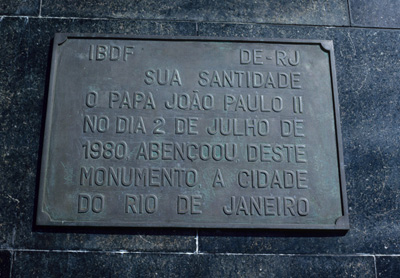 IBDF DE-RJ
SUA SANTIDADE
O PAPA JOÃO PAULO II
NO DIA 2 DE JULHO DE
1980 ABENÇOOU DESTE
MONUMENTO A CIDADE
DO RIO DE JANEIRO